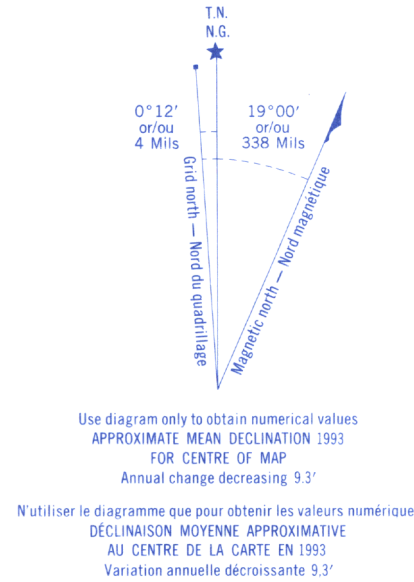 T.N.
N.G.
0°12′
or/ou
4 Mils
19°00′
or/ou
338 Mils
Grid north — Nord du quadrillage
Magnetic north — Nord magnétique
Use diagram only to obtain numerical values
APPROXIMATE MEAN DECLINATION 1993
FOR CENTRE OF MAP
Annual change decreasing 9.3′
N'utiliser le diagramme que pour obtenir les valeurs numérique
DÉCLINAISON MOYENNE APPROXIMATIVE
AU CENTRE DE LA CARTE EN 1993
Variation annuelle décroissante 9,3′